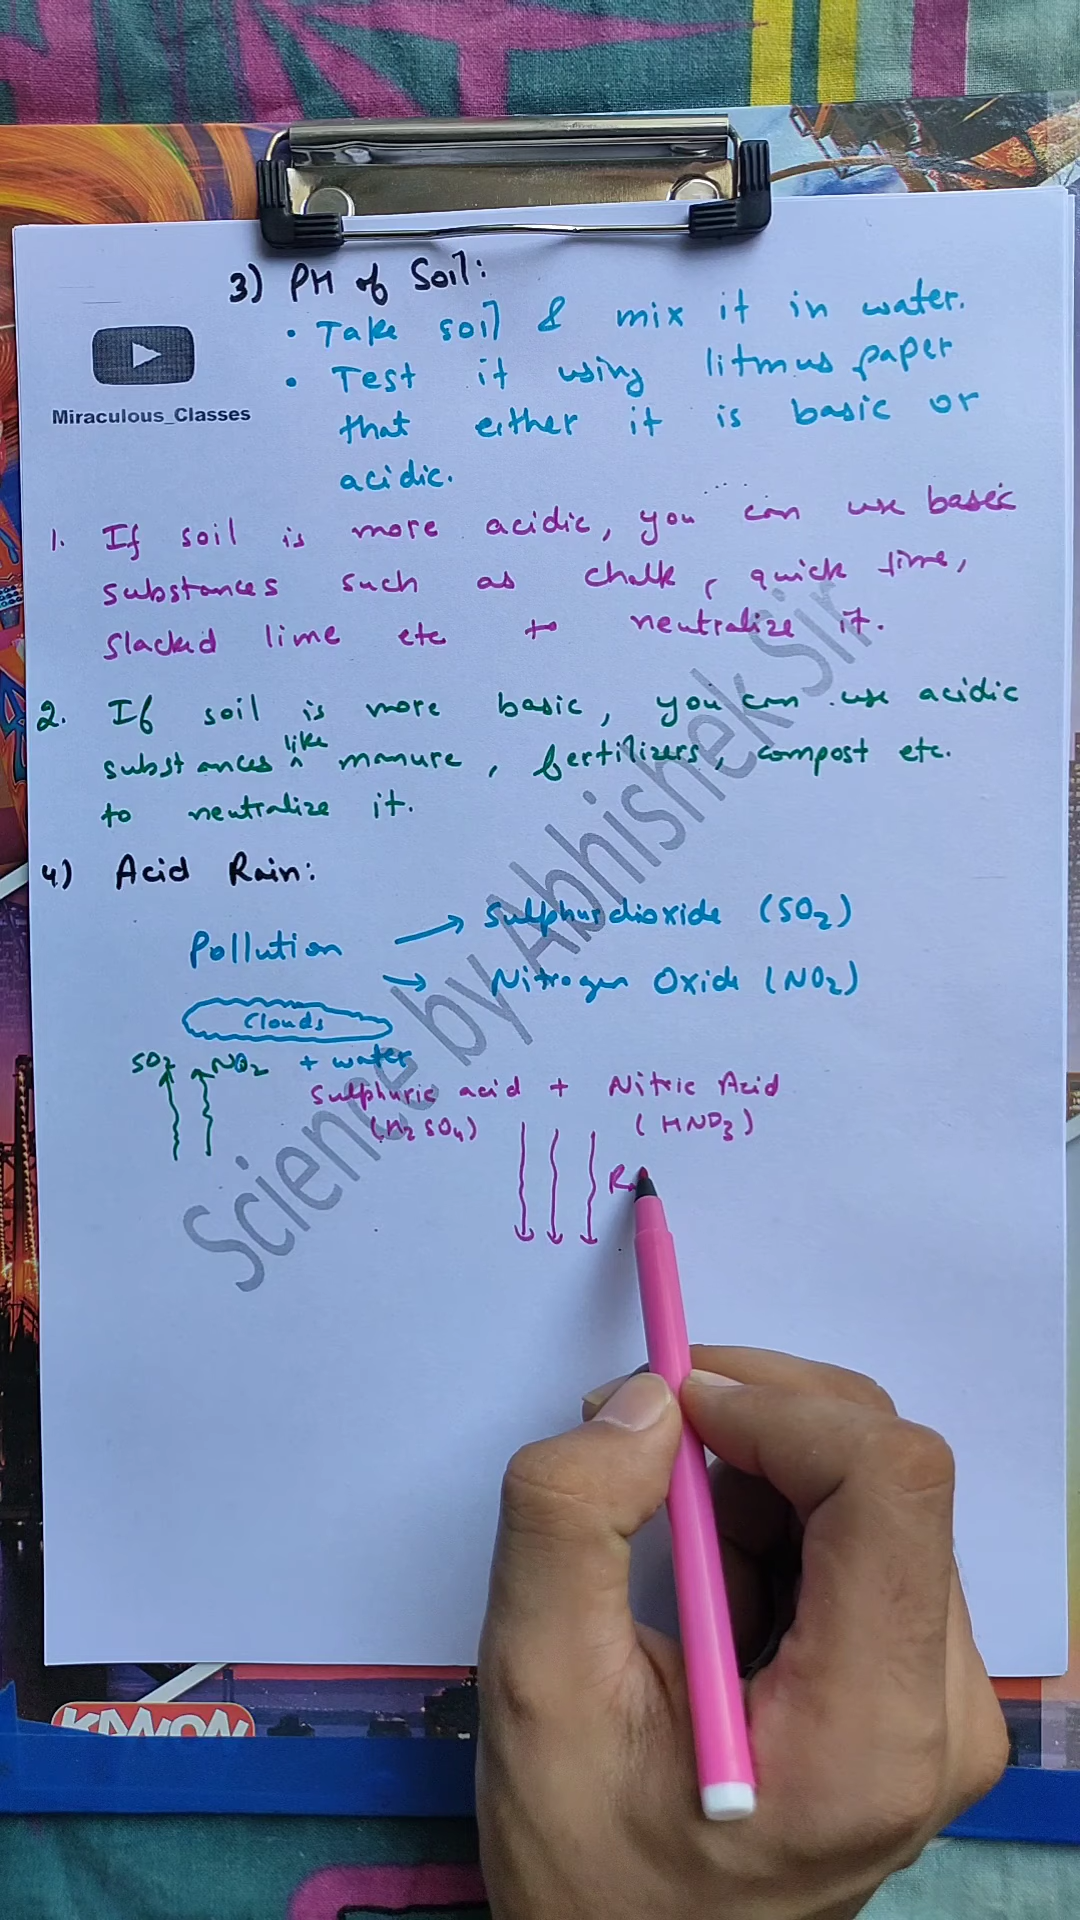 3) PH of Soil:
• Take soil & mix it in water.
• Test it using litmus paper
that either it is basic or
acidic.
Miraculous_Classes
1. If soil is more acidic, you can use basic
substances such as chalk, quick lime,
slacked lime etc to neutralize it.
2. If soil is more basic, you can use acidic
substances like manure, fertilizers, compost etc.
to neutralize it.
4) Acid Rain:
Pollution → Sulphur dioxide (SO2)
→ Nitrogen Oxide (NO2)
Clouds
SO2 NO2 + water
Sulphuric acid + Nitric Acid
(H2SO4) (HNO3)
Ra
Science by Abhishek Sir